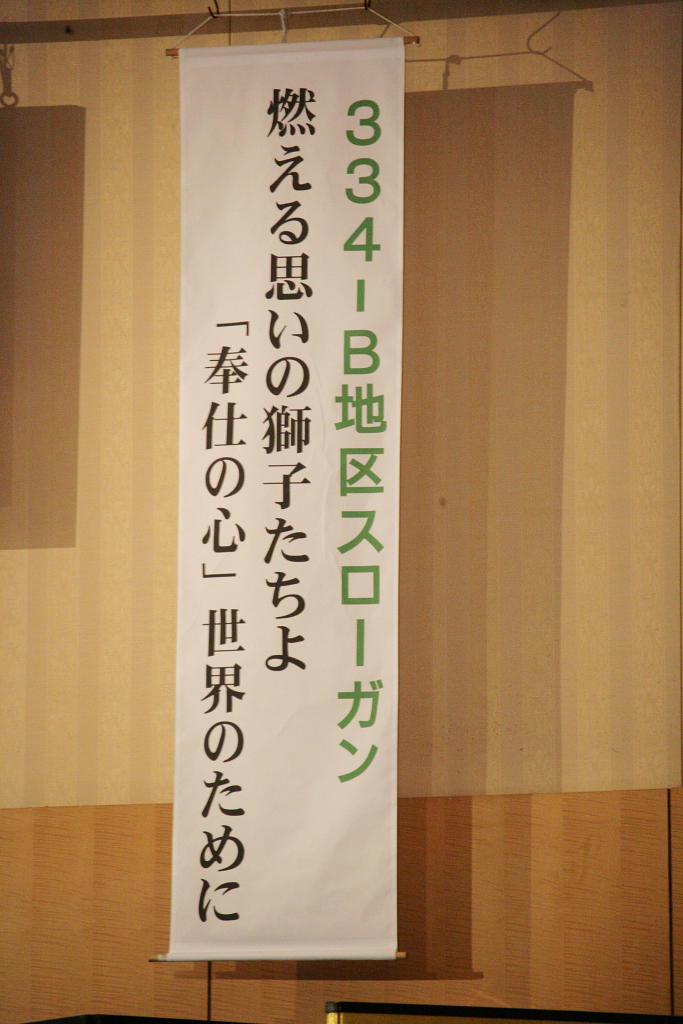 334-B地区スローガン
燃える思いの獅子たちよ
「奉仕の心」世界のために